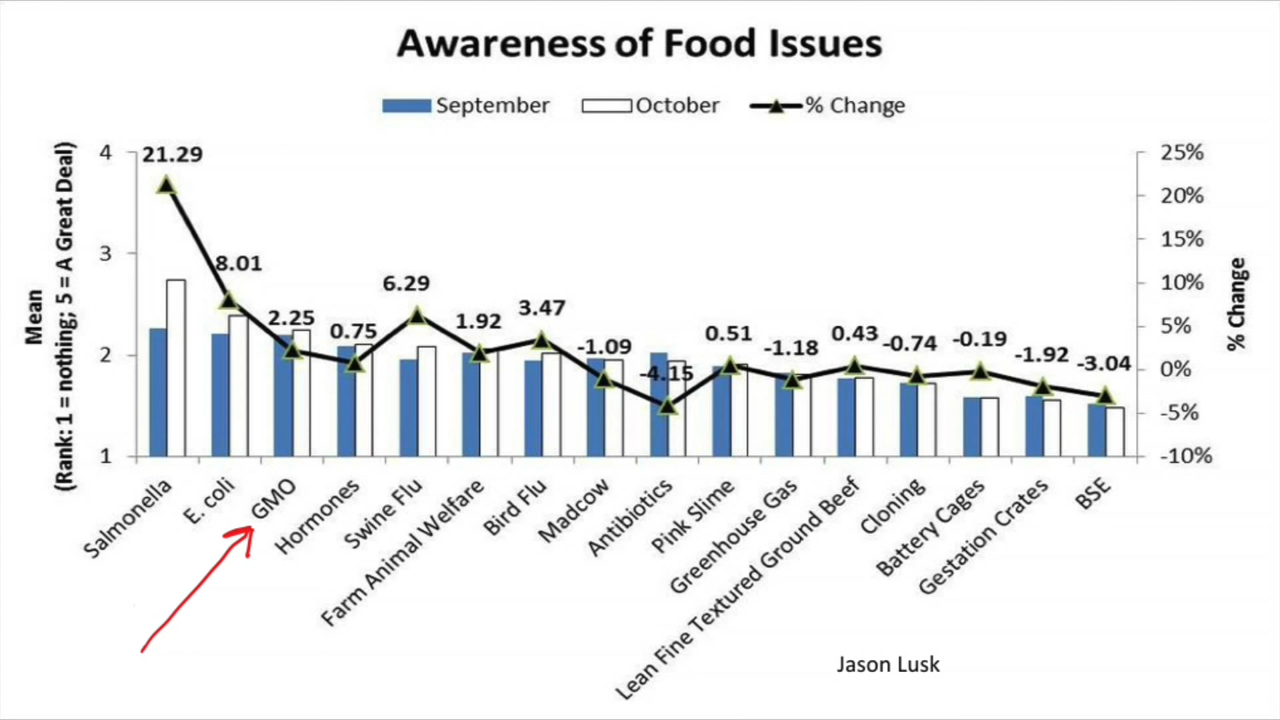 Awareness of Food Issues
September
October
% Change
Mean
(Rank: 1 = nothing; 5 = A Great Deal)
4
3
2
1
21.29
8.01
2.25
0.75
6.29
1.92
3.47
-1.09
-4.15
0.51
-1.18
0.43
-0.74
-0.19
-1.92
-3.04
25%
20%
15%
10%
5%
0%
-5%
-10%
% Change
Salmonella
E. coli
GMO
Hormones
Swine Flu
Farm Animal Welfare
Bird Flu
Madcow
Antibiotics
Pink Slime
Greenhouse Gas
Lean Fine Textured Ground Beef
Cloning
Battery Cages
Gestation Crates
BSE
Jason Lusk